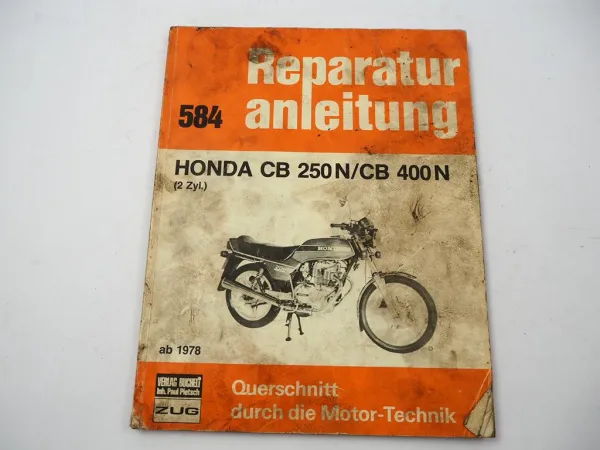 Reparatur
584 anleitung
HONDA CB 250 N/CB 400 N
(2 Zyl.)
HON
ab 1978
VERLAG BUCHELI
Inh. Paul Pietsch
ZUG
Querschnitt
durch die Motor-Technik